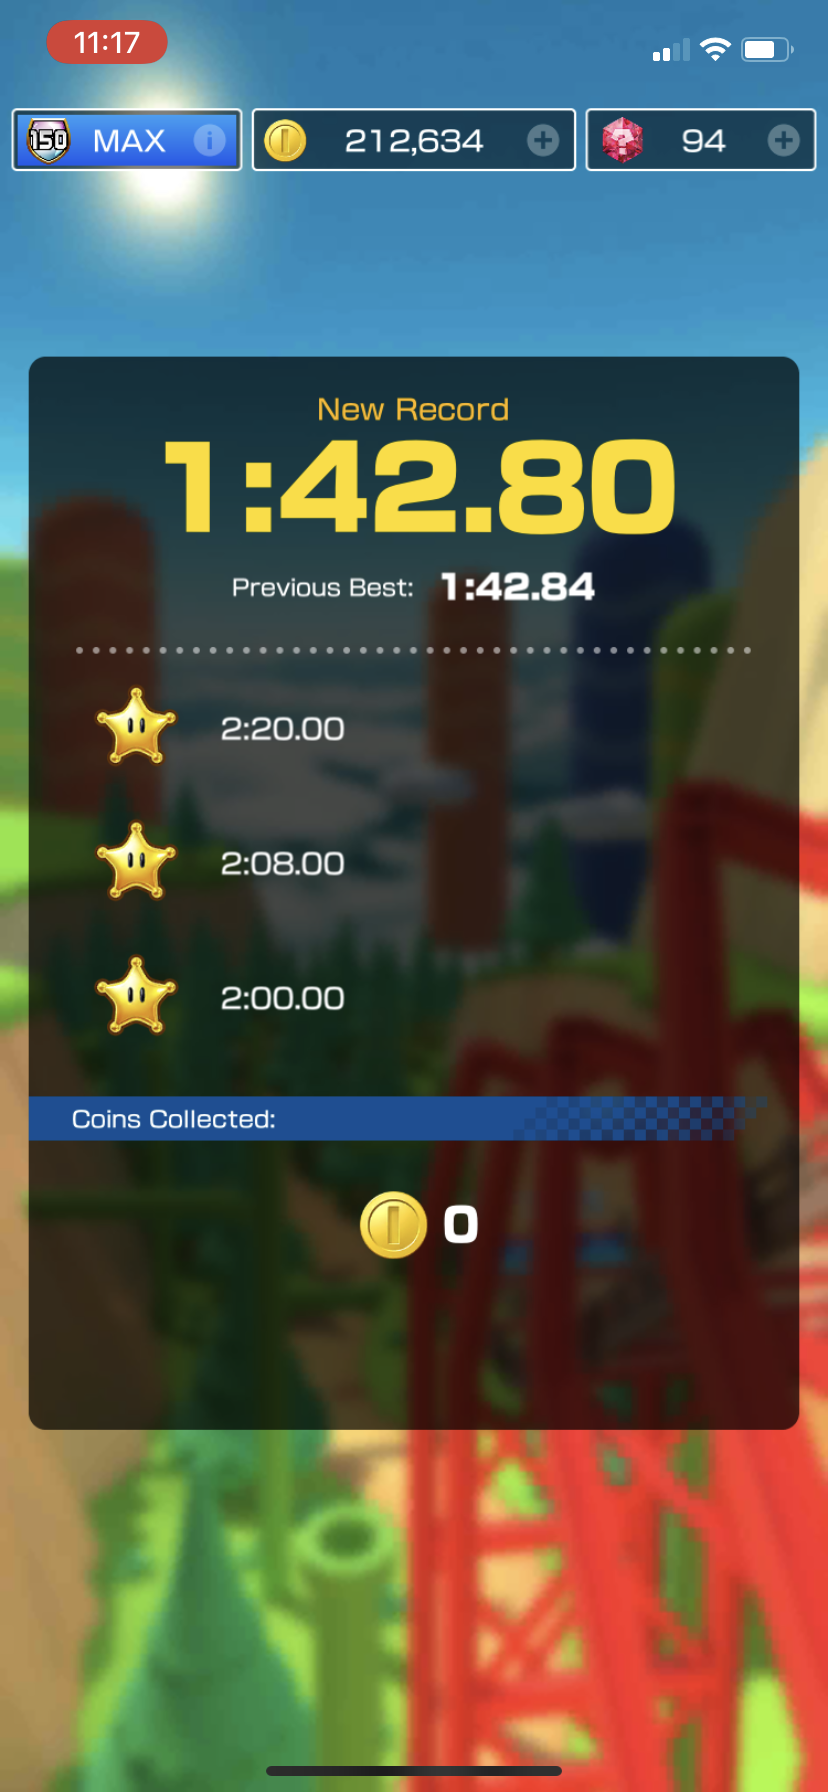 11:17
150 MAX i 212,634 + ? 94 +
New Record
1:42.80
Previous Best: 1:42.84
2:20.00
2:08.00
2:00.00
Coins Collected:
0